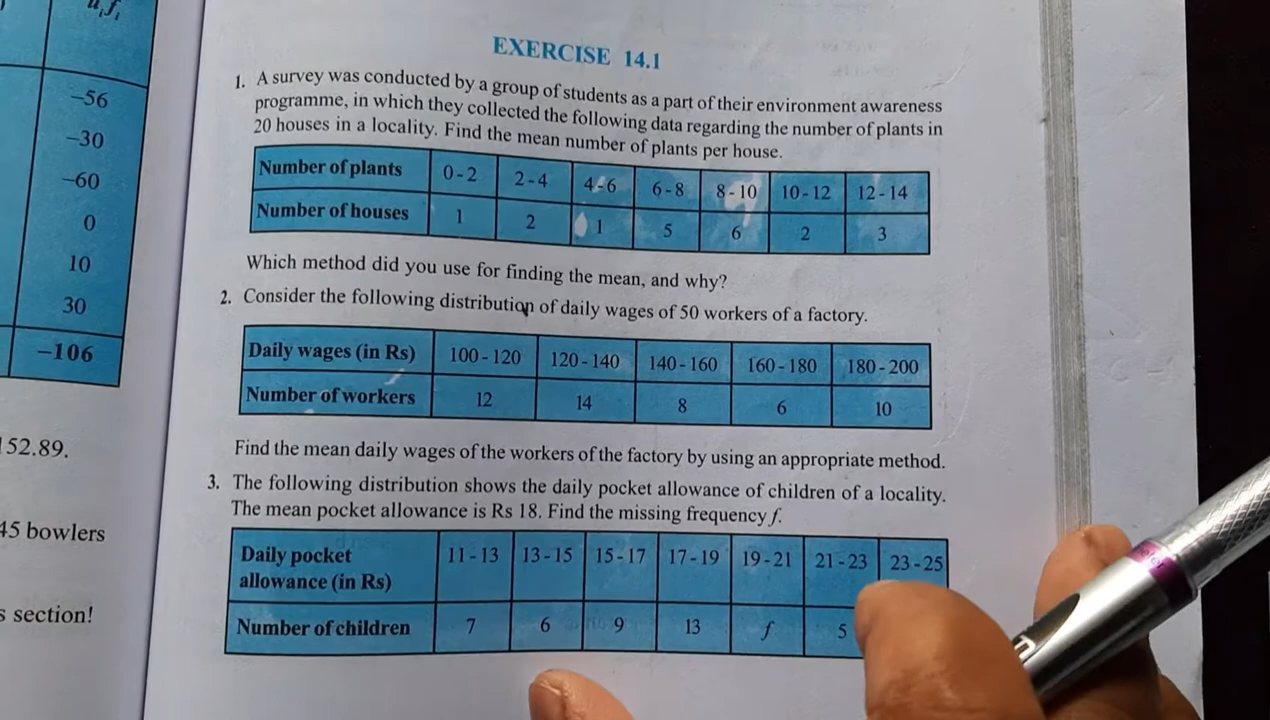 uᵢfᵢ
–56
–30
–60
0
10
30
–106
152.89.
45 bowlers
s section!
EXERCISE 14.1
1. A survey was conducted by a group of students as a part of their environment awareness
programme, in which they collected the following data regarding the number of plants in
20 houses in a locality. Find the mean number of plants per house.
Number of plants 0-2 2-4 4-6 6-8 8-10 10-12 12-14
Number of houses 1 2 1 5 6 2 3
Which method did you use for finding the mean, and why?
2. Consider the following distribution of daily wages of 50 workers of a factory.
Daily wages (in Rs) 100-120 120-140 140-160 160-180 180-200
Number of workers 12 14 8 6 10
Find the mean daily wages of the workers of the factory by using an appropriate method.
3. The following distribution shows the daily pocket allowance of children of a locality.
The mean pocket allowance is Rs 18. Find the missing frequency f.
Daily pocket 11-13 13-15 15-17 17-19 19-21 21-23 23-25
allowance (in Rs)
Number of children 7 6 9 13 f 5